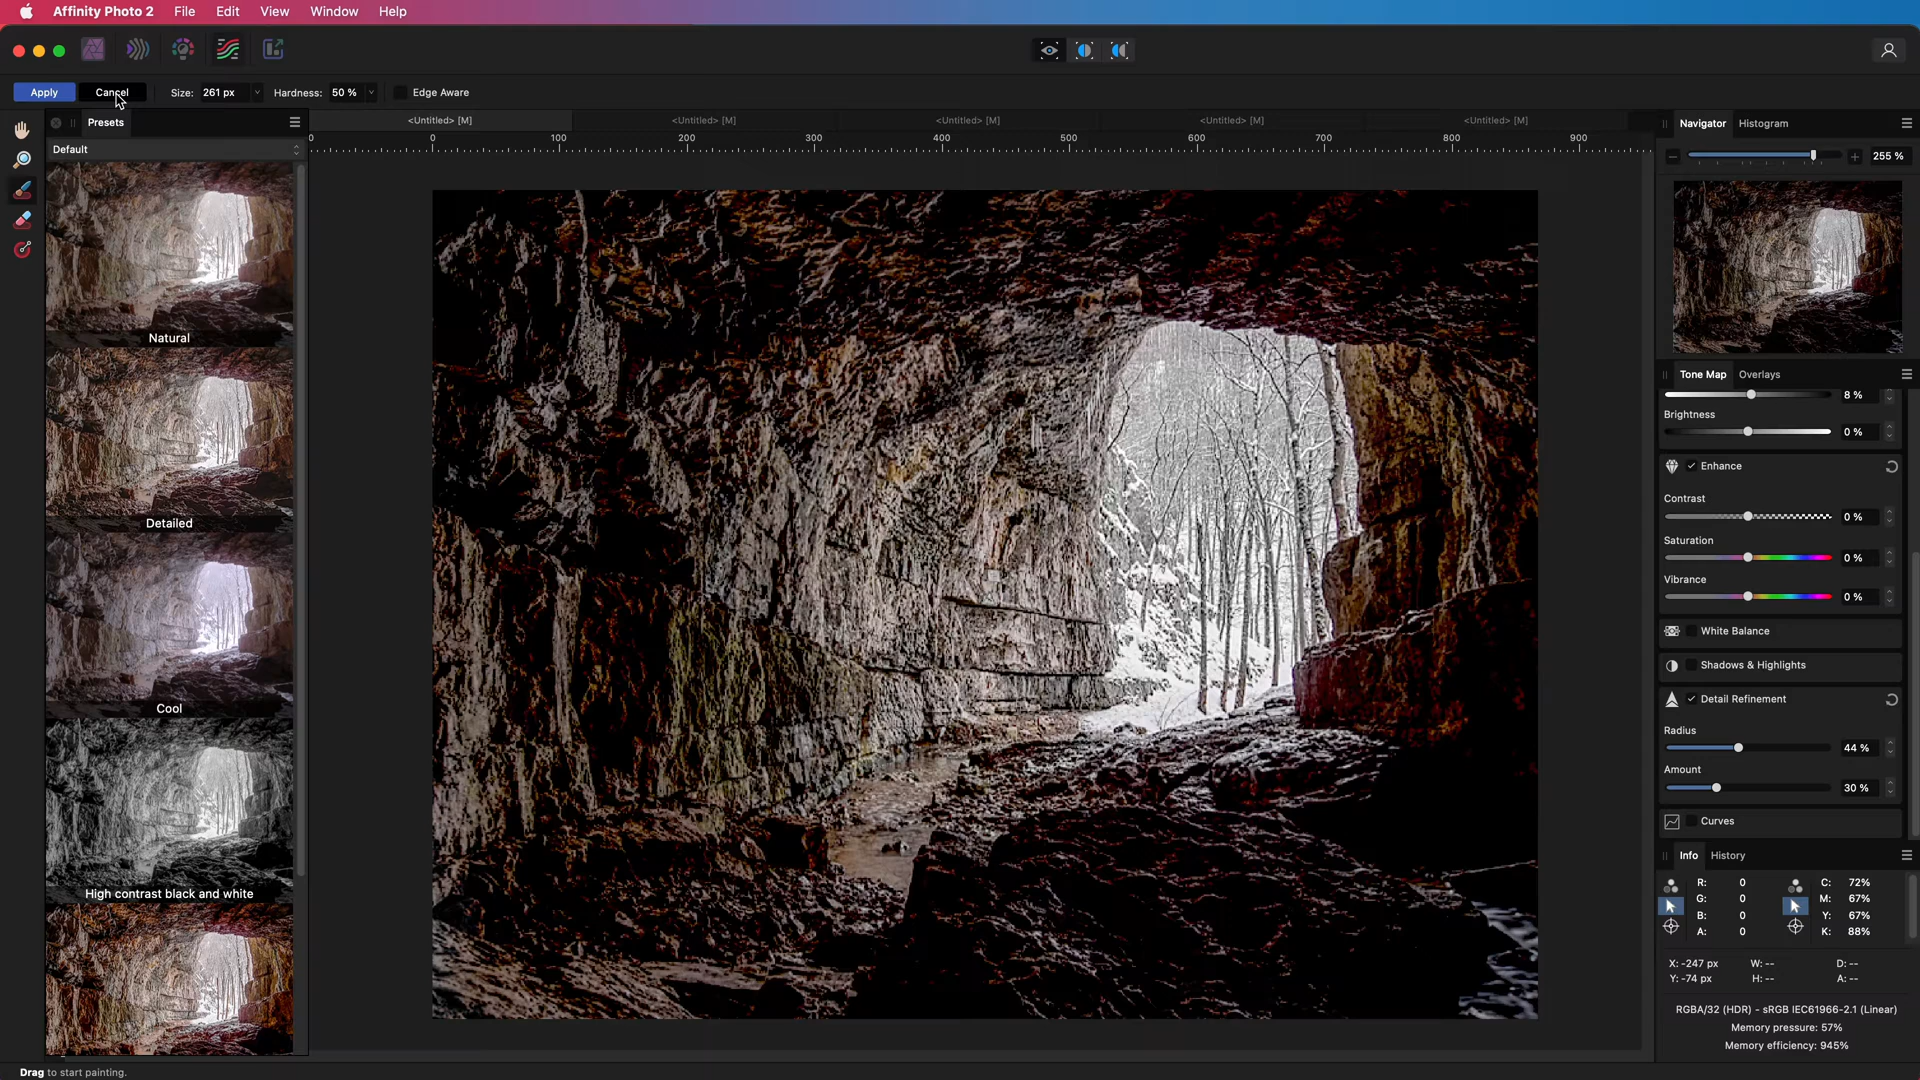 Affinity Photo 2 File Edit View Window Help
Apply Cancel Size: 261 px Hardness: 50 % Edge Aware
Presets
Default
Natural
Detailed
Cool
High contrast black and white
<Untitled> [M] <Untitled> [M] <Untitled> [M] <Untitled> [M] <Untitled> [M]
0 0 100 200 300 400 500 600 700 800 900
Navigator Histogram
255 %
Tone Map Overlays
8 %
Brightness
0 %
Enhance
Contrast
0 %
Saturation
0 %
Vibrance
0 %
White Balance
Shadows & Highlights
Detail Refinement
Radius
44 %
Amount
30 %
Curves
Info History
R: 0 C: 72%
G: 0 M: 67%
B: 0 Y: 67%
A: 0 K: 88%
X: -247 px W: -- D: --
Y: -74 px H: -- A: --
RGBA/32 (HDR) - sRGB IEC61966-2.1 (Linear)
Memory pressure: 57%
Memory efficiency: 945%
Drag to start painting.